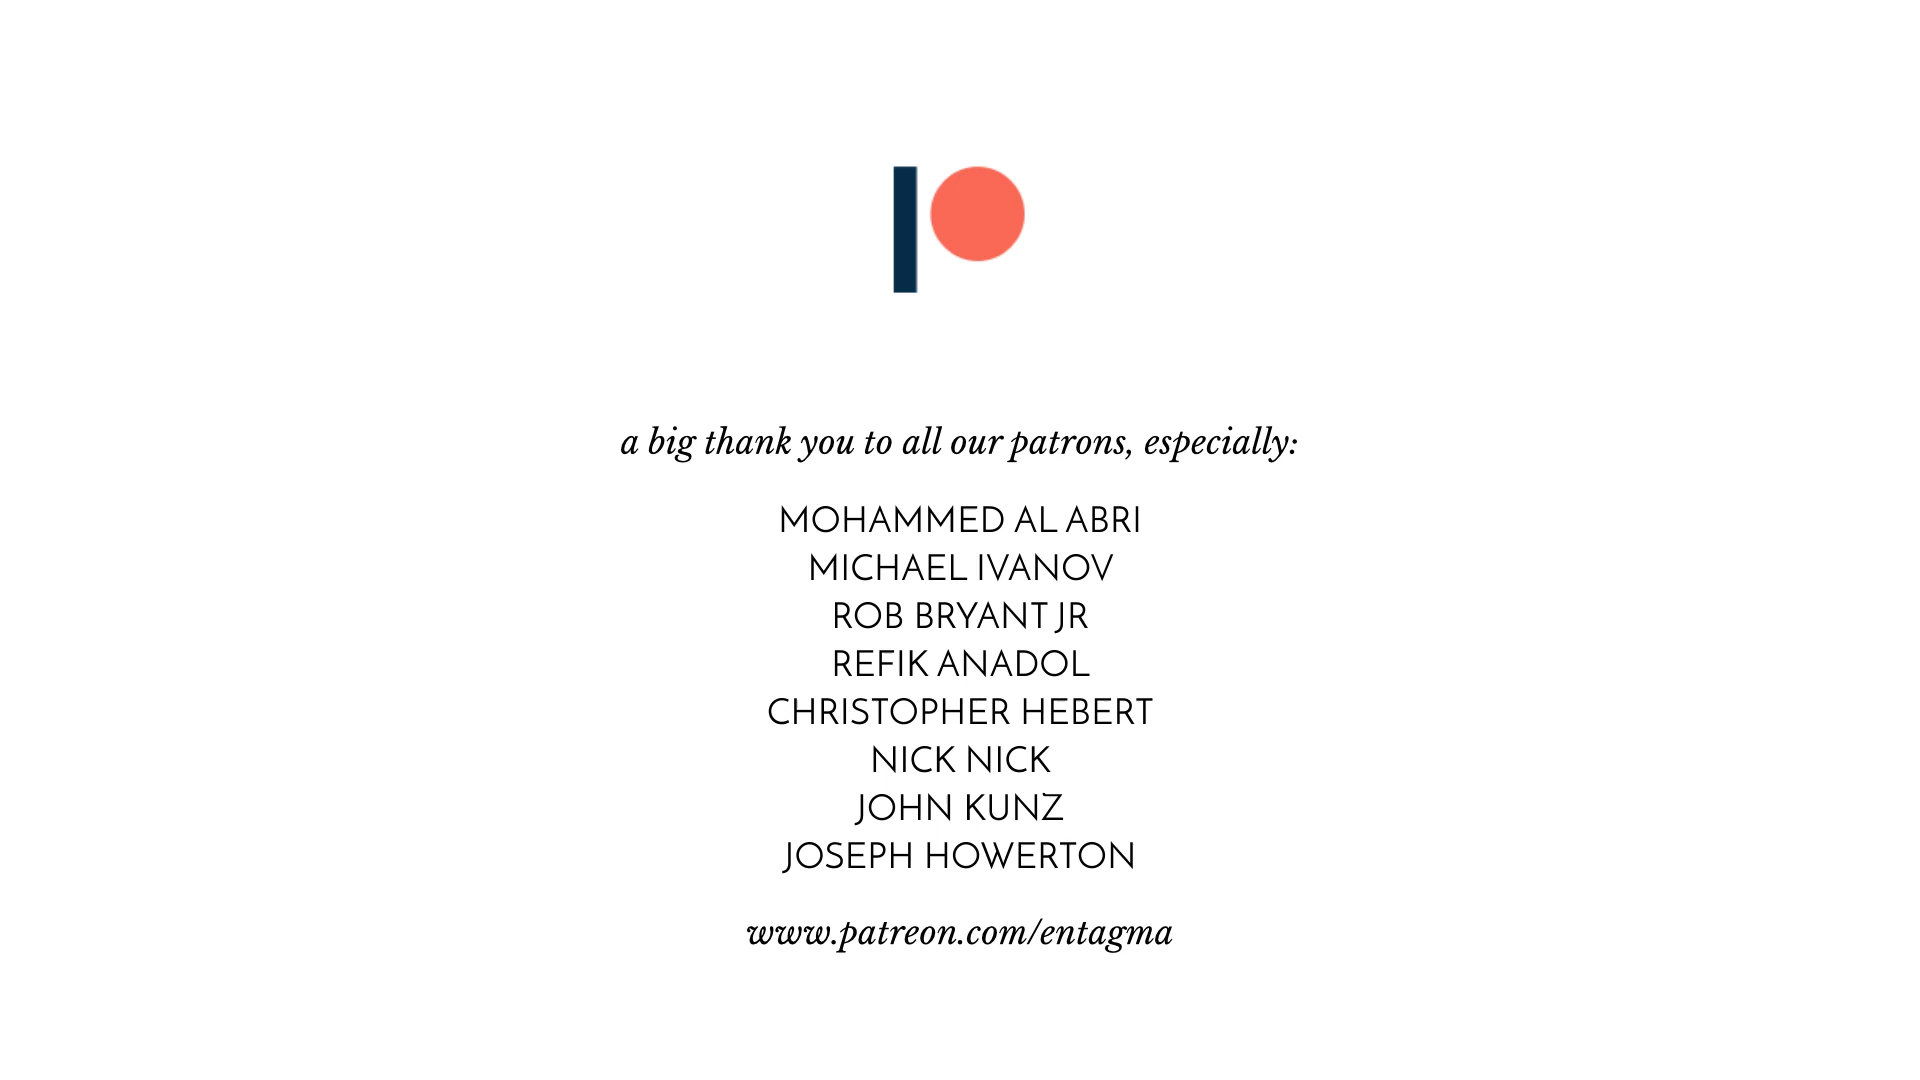 a big thank you to all our patrons, especially:
MOHAMMED AL ABRI
MICHAEL IVANOV
ROB BRYANT JR
REFIK ANADOL
CHRISTOPHER HEBERT
NICK NICK
JOHN KUNZ
JOSEPH HOWERTON
www.patreon.com/entagma